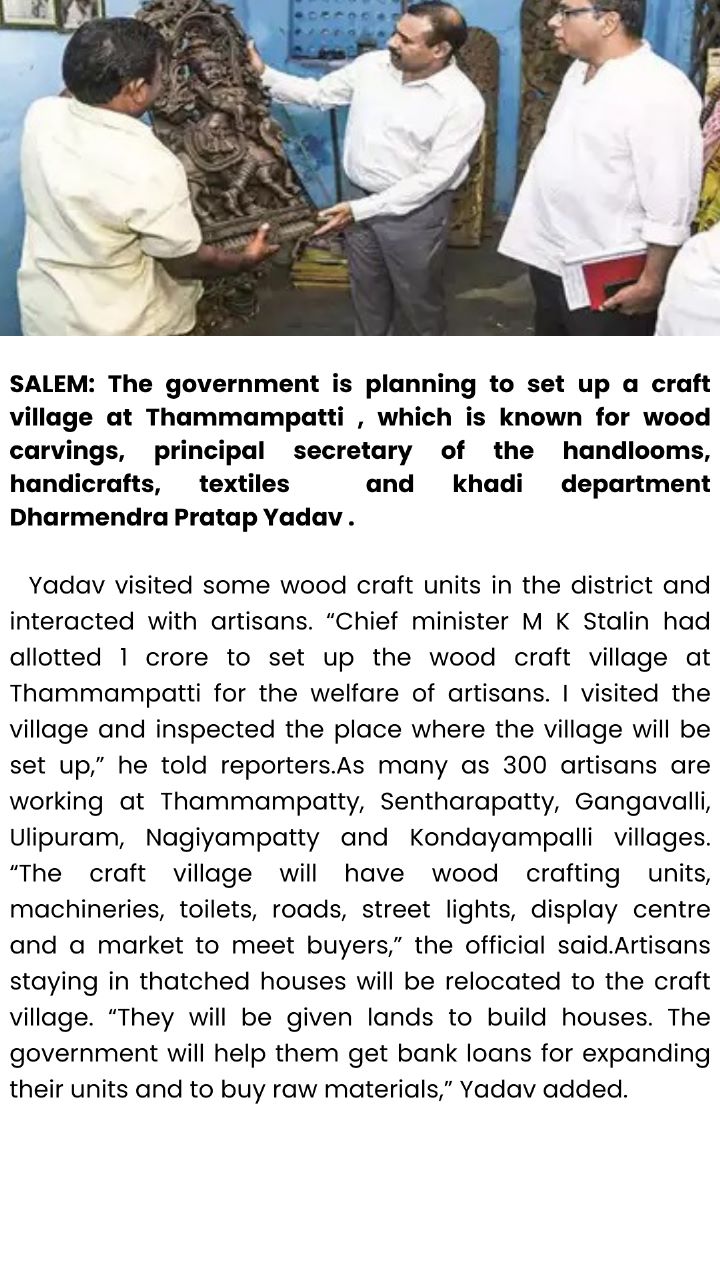 SALEM: The government is planning to set up a craft
village at Thammampatti , which is known for wood
carvings, principal secretary of the handlooms,
handicrafts, textiles and khadi department
Dharmendra Pratap Yadav .
Yadav visited some wood craft units in the district and
interacted with artisans. “Chief minister M K Stalin had
allotted 1 crore to set up the wood craft village at
Thammampatti for the welfare of artisans. I visited the
village and inspected the place where the village will be
set up,” he told reporters.As many as 300 artisans are
working at Thammampatty, Sentharapatty, Gangavalli,
Ulipuram, Nagiyampatty and Kondayampalli villages.
“The craft village will have wood crafting units,
machineries, toilets, roads, street lights, display centre
and a market to meet buyers,” the official said.Artisans
staying in thatched houses will be relocated to the craft
village. “They will be given lands to build houses. The
government will help them get bank loans for expanding
their units and to buy raw materials,” Yadav added.